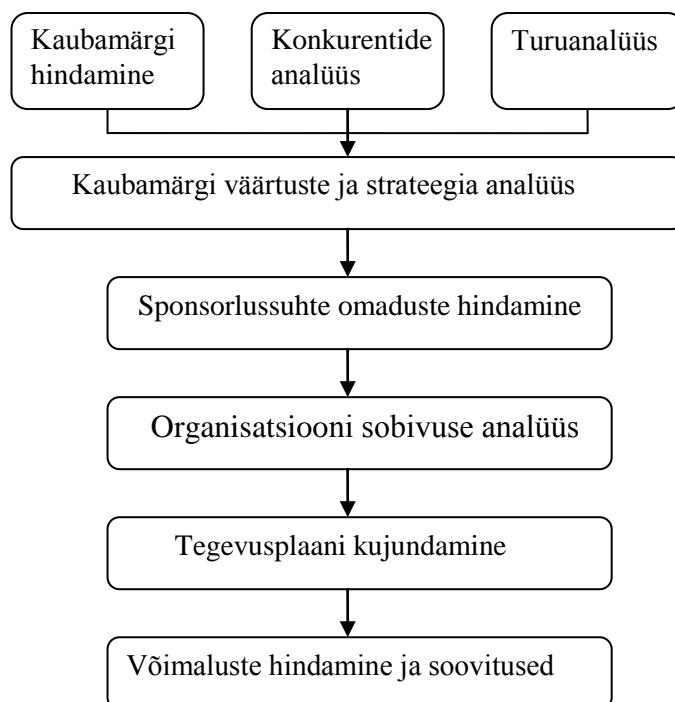 Kaubamärgi
hindamine
Konkurentide
analüüs
Turuanalüüs
Kaubamärgi väärtuste ja strateegia analüüs
Sponsorlussuhte omaduste hindamine
Organisatsiooni sobivuse analüüs
Tegevusplaani kujundamine
Võimaluste hindamine ja soovitused